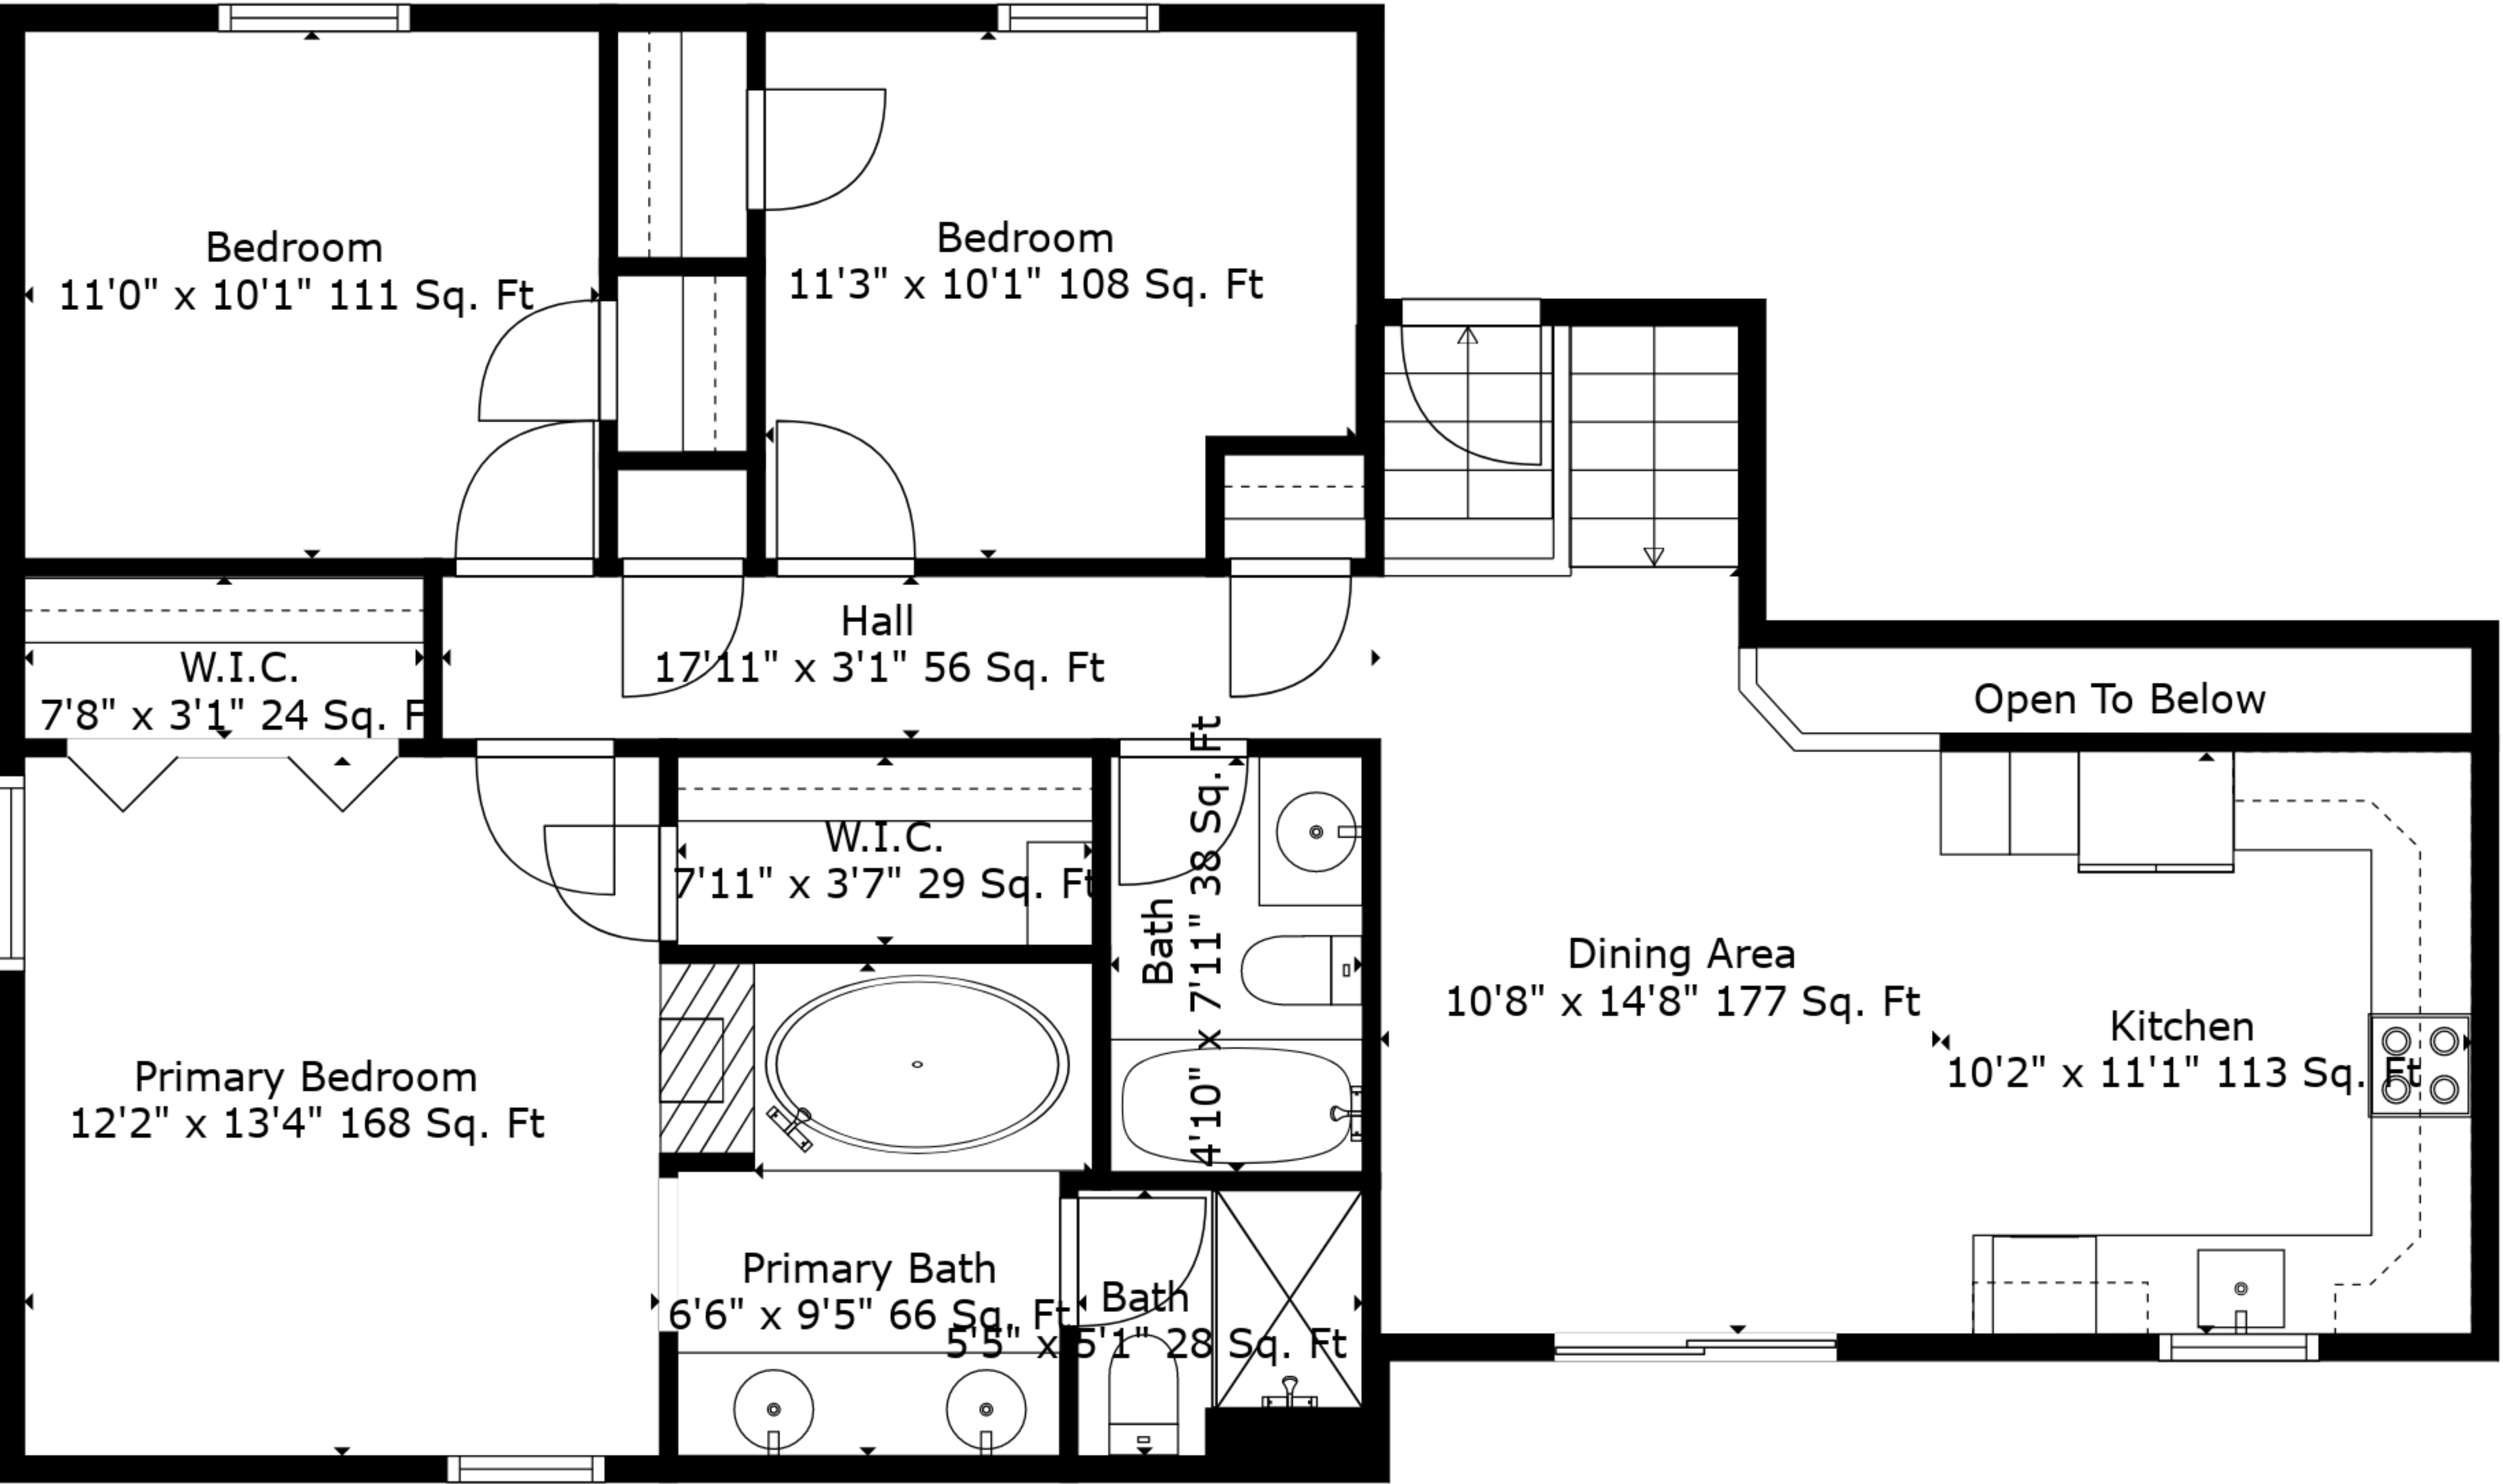 Bedroom
11'0" x 10'1" 111 Sq. Ft
Bedroom
11'3" x 10'1" 108 Sq. Ft
Hall
17'11" x 3'1" 56 Sq. Ft
W.I.C.
7'8" x 3'1" 24 Sq. F
Open To Below
W.I.C.
7'11" x 3'7" 29 Sq. Ft
Bath
4'10" x 7'11" 38 Sq. Ft
Dining Area
10'8" x 14'8" 177 Sq. Ft
Kitchen
10'2" x 11'1" 113 Sq. Ft
Primary Bedroom
12'2" x 13'4" 168 Sq. Ft
Primary Bath
6'6" x 9'5" 66 Sq. Ft
Bath
5'5" x 5'1" 28 Sq. Ft